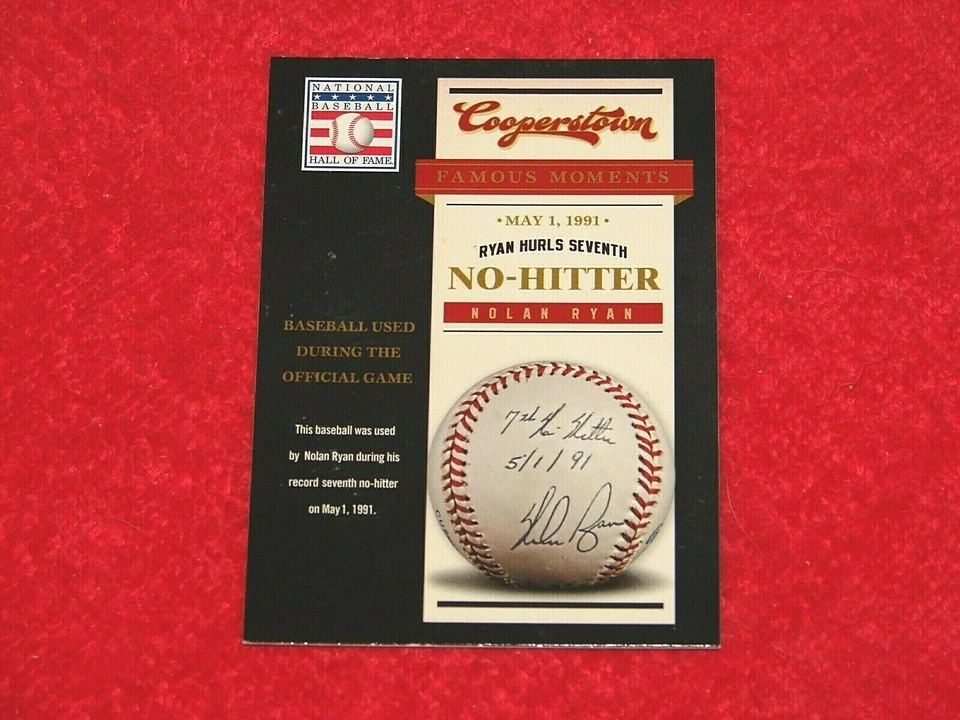 NATIONAL
BASEBALL
HALL OF FAME
Cooperstown
FAMOUS MOMENTS
• MAY 1, 1991 •
RYAN HURLS SEVENTH
NO-HITTER
NOLAN RYAN
BASEBALL USED
DURING THE
OFFICIAL GAME
This baseball was used
by Nolan Ryan during his
record seventh no-hitter
on May 1, 1991.
7th No-Hitter
5/1/91
Nolan Ryan